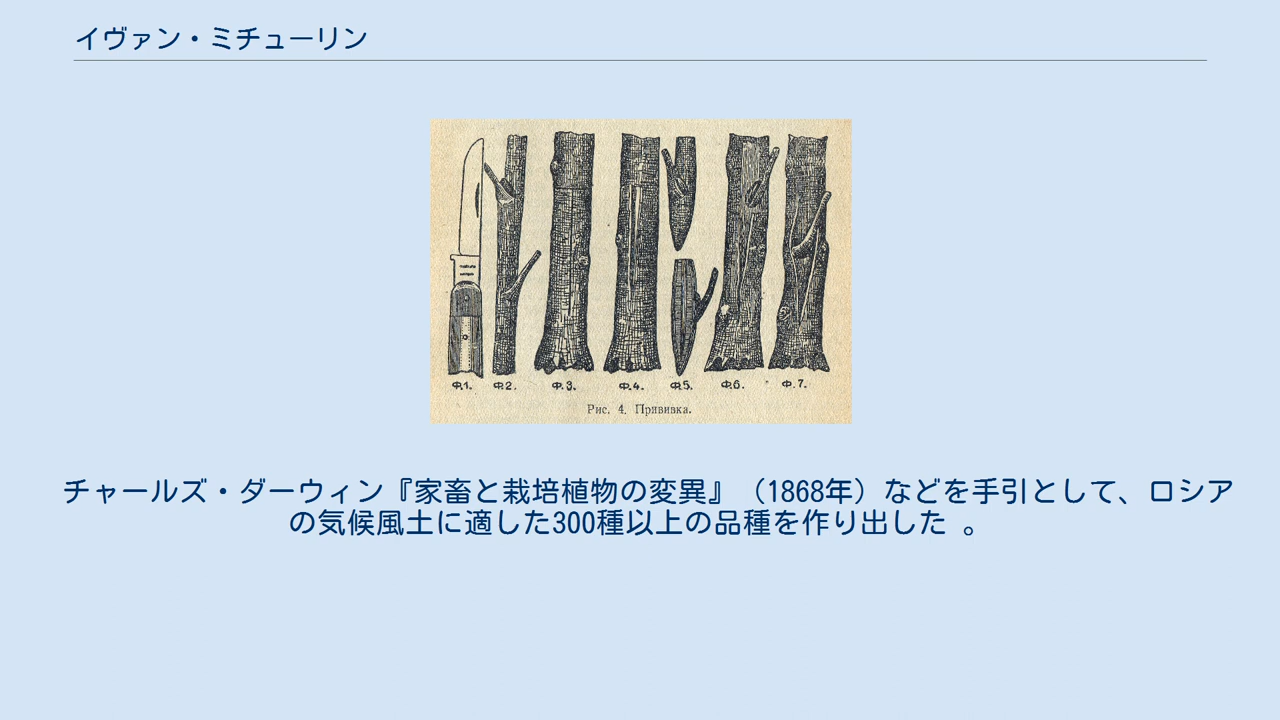 イヴァン・ミチューリン
Ф.1. Ф.2. Ф.3. Ф.4. Ф.5. Ф.6. Ф.7.
Рис. 4. Прививка.
チャールズ・ダーウィン『家畜と栽培植物の変異』（1868年）などを手引として、ロシア
の気候風土に適した300種以上の品種を作り出した 。